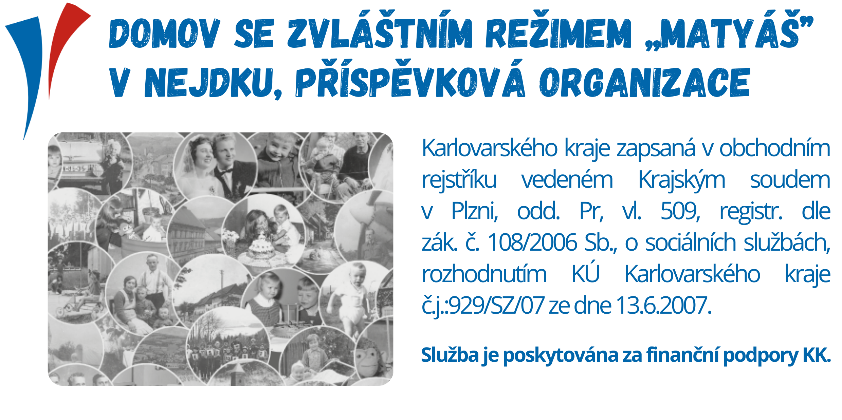 DOMOV SE ZVLÁŠTNÍM REŽIMEM „MATYÁŠ”
V NEJDKU, PŘÍSPĚVKOVÁ ORGANIZACE
Karlovarského kraje zapsaná v obchodním
rejstříku vedeném Krajským soudem
v Plzni, odd. Pr, vl. 509, registr. dle
zák. č. 108/2006 Sb., o sociálních službách,
rozhodnutím KÚ Karlovarského kraje
č.j.:929/SZ/07 ze dne 13.6.2007.
Služba je poskytována za finanční podpory KK.